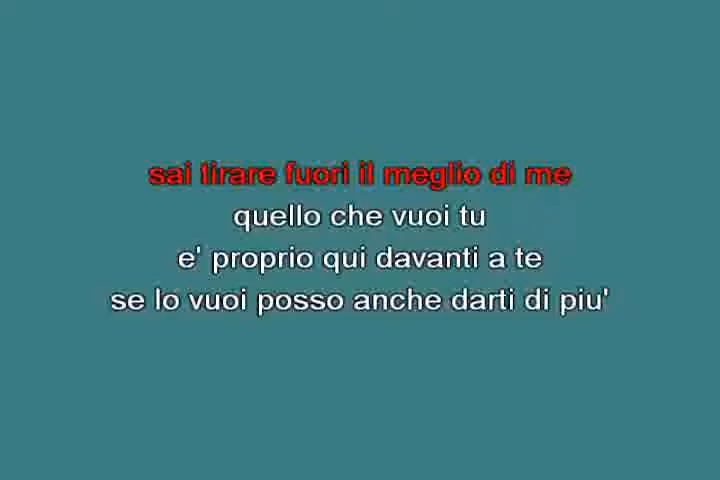 sai tirare fuori il meglio di me
quello che vuoi tu
e' proprio qui davanti a te
se lo vuoi posso anche darti di piu'